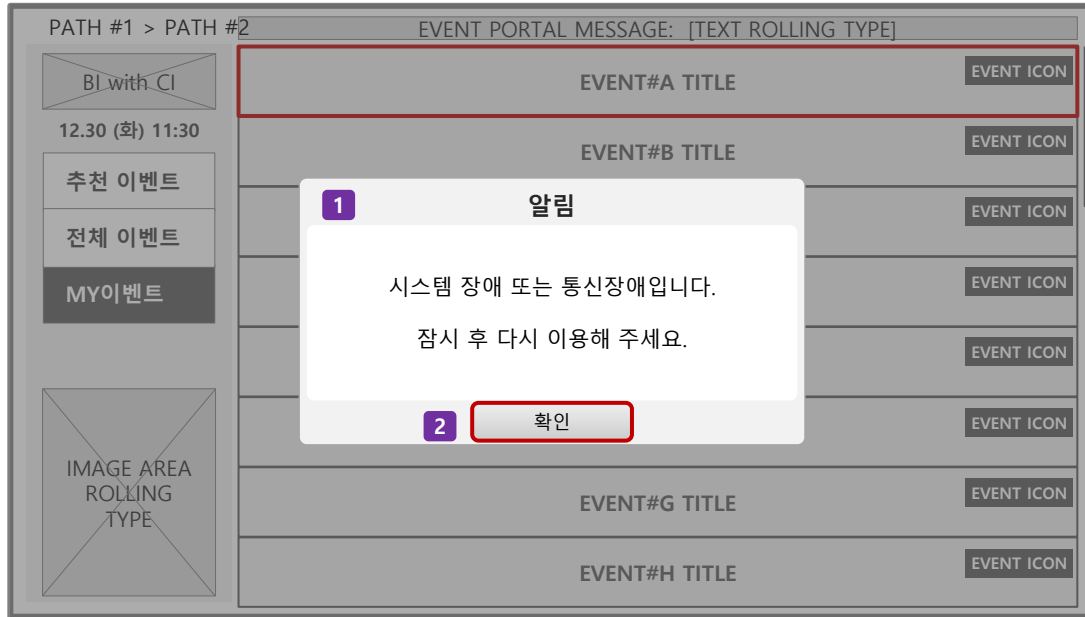 PATH #1 > PATH #2
EVENT PORTAL MESSAGE:  [TEXT ROLLING TYPE]
BI with CI
12.30 (화) 11:30
추천 이벤트
전체 이벤트
MY이벤트
IMAGE AREA
ROLLING
TYPE
EVENT#A TITLE
EVENT ICON
EVENT#B TITLE
EVENT ICON
EVENT ICON
EVENT ICON
EVENT ICON
EVENT ICON
EVENT#G TITLE
EVENT ICON
EVENT#H TITLE
EVENT ICON
1
알림
시스템 장애 또는 통신장애입니다.
잠시 후 다시 이용해 주세요.
2
확인